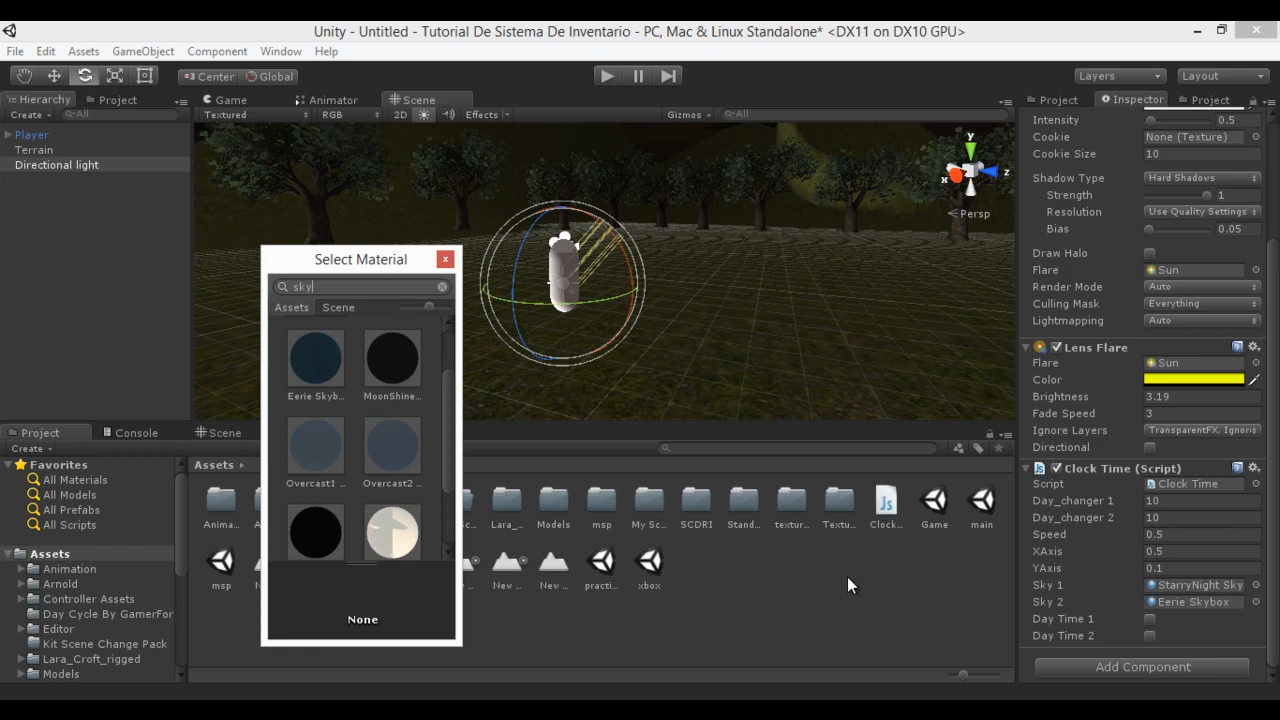 Unity - Untitled - Tutorial De Sistema De Inventario - PC, Mac & Linux Standalone* <DX11 on DX10 GPU>
File Edit Assets GameObject Component Window Help
Center Global Layers Layout
Hierarchy Project
Create All
Player
Terrain
Directional light
Game Animator Scene
Textured RGB 2D Effects Gizmos All
y
x
z
Persp
Select Material
sky
Assets Scene
Eerie Skyb...
MoonShine...
Overcast1 ...
Overcast2 ...
None
Project Console Scene
Create
Favorites
All Materials
All Models
All Prefabs
All Scripts
Assets
Animation
Arnold
Controller Assets
Day Cycle By GamerFor
Editor
Kit Scene Change Pack
Lara_Croft_rigged
Models
Assets
Anima...
Lara_...
Models
msp
My Sc...
SCDRI
Stand...
textur...
Textu...
Clock...
Game
main
msp
New ...
New ...
practi...
xbox
Project Inspector Project
Intensity 0.5
Cookie None (Texture)
Cookie Size 10
Shadow Type Hard Shadows
Strength 1
Resolution Use Quality Settings
Bias 0.05
Draw Halo
Flare Sun
Render Mode Auto
Culling Mask Everything
Lightmapping Auto
Lens Flare
Flare Sun
Color
Brightness 3.19
Fade Speed 3
Ignore Layers TransparentFX, Ignor
Directional
Clock Time (Script)
Script Clock Time
Day_changer 1 10
Day_changer 2 10
Speed 0.5
XAxis 0.5
YAxis 0.1
Sky 1 StarryNight Sky
Sky 2 Eerie Skybox
Day Time 1
Day Time 2
Add Component